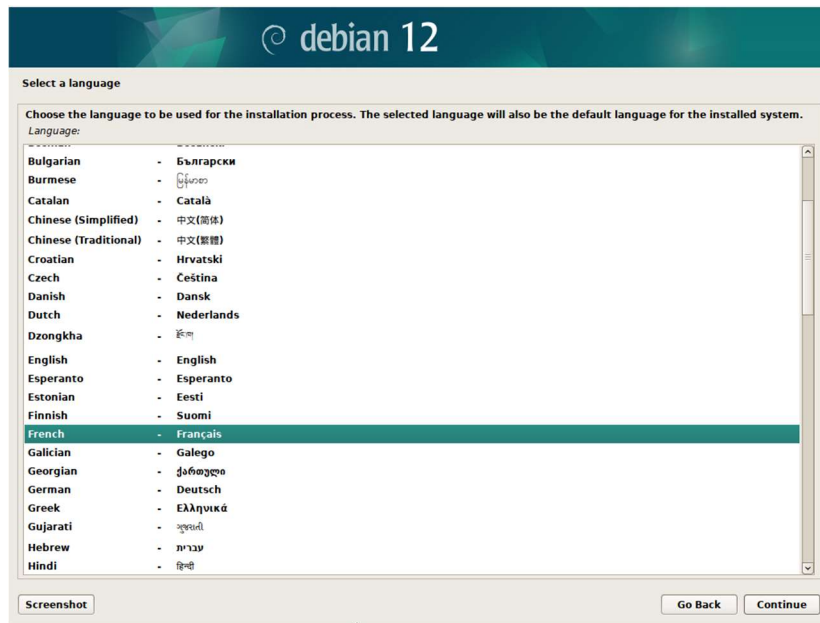 debian 12
Select a language
Choose the language to be used for the installation process. The selected language will also be the default language for the installed system.
Language:
Bulgarian - Български
Burmese - မြန်မာစာ
Catalan - Català
Chinese (Simplified) - 中文(简体)
Chinese (Traditional) - 中文(繁體)
Croatian - Hrvatski
Czech - Čeština
Danish - Dansk
Dutch - Nederlands
Dzongkha - རྫོང་ཁ།
English - English
Esperanto - Esperanto
Estonian - Eesti
Finnish - Suomi
French - Français
Galician - Galego
Georgian - ქართული
German - Deutsch
Greek - Ελληνικά
Gujarati - ગુજરાતી
Hebrew - עברית
Hindi - हिन्दी
Screenshot Go Back Continue